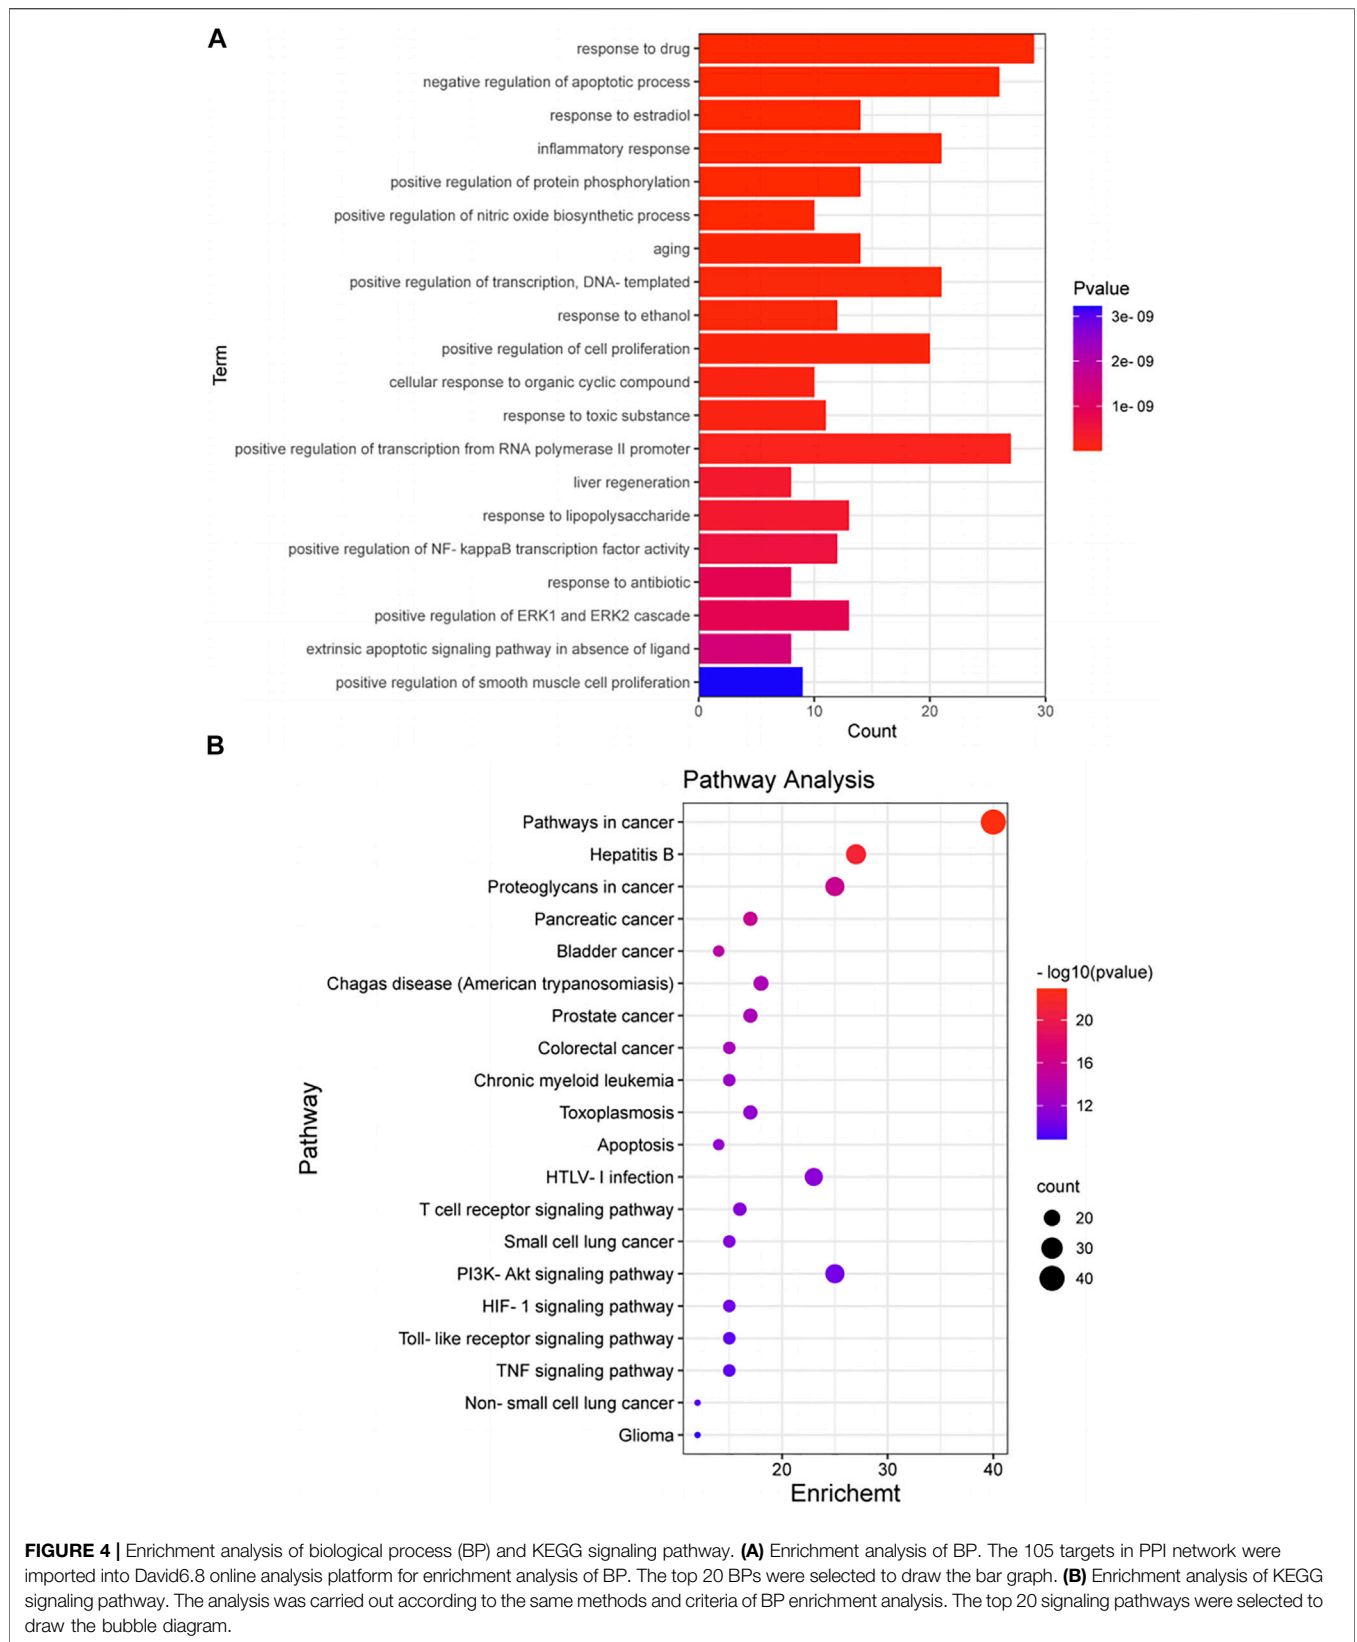 A
response to drug
negative regulation of apoptotic process
response to estradiol
inflammatory response
positive regulation of protein phosphorylation
positive regulation of nitric oxide biosynthetic process
aging
positive regulation of transcription, DNA- templated
response to ethanol
positive regulation of cell proliferation
cellular response to organic cyclic compound
response to toxic substance
positive regulation of transcription from RNA polymerase II promoter
liver regeneration
response to lipopolysaccharide
positive regulation of NF- kappaB transcription factor activity
response to antibiotic
positive regulation of ERK1 and ERK2 cascade
extrinsic apoptotic signaling pathway in absence of ligand
positive regulation of smooth muscle cell proliferation
Term
0 10 20 30
Count
Pvalue
3e- 09
2e- 09
1e- 09
B
Pathway Analysis
Pathways in cancer
Hepatitis B
Proteoglycans in cancer
Pancreatic cancer
Bladder cancer
Chagas disease (American trypanosomiasis)
Prostate cancer
Colorectal cancer
Chronic myeloid leukemia
Toxoplasmosis
Apoptosis
HTLV- I infection
T cell receptor signaling pathway
Small cell lung cancer
PI3K- Akt signaling pathway
HIF- 1 signaling pathway
Toll- like receptor signaling pathway
TNF signaling pathway
Non- small cell lung cancer
Glioma
Pathway
20 30 40
Enrichemt
- log10(pvalue)
20
16
12
count
20
30
40
FIGURE 4 | Enrichment analysis of biological process (BP) and KEGG signaling pathway. (A) Enrichment analysis of BP. The 105 targets in PPI network were
imported into David6.8 online analysis platform for enrichment analysis of BP. The top 20 BPs were selected to draw the bar graph. (B) Enrichment analysis of KEGG
signaling pathway. The analysis was carried out according to the same methods and criteria of BP enrichment analysis. The top 20 signaling pathways were selected to
draw the bubble diagram.